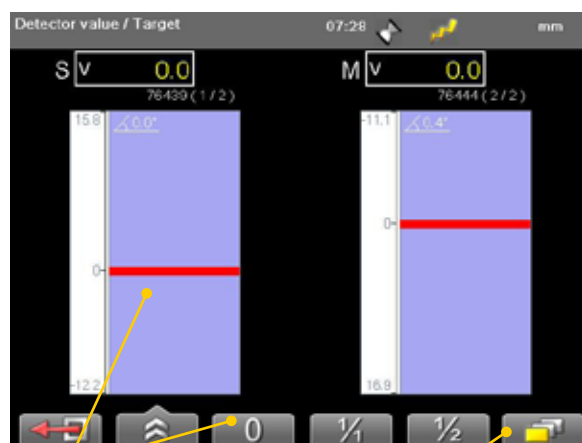 Detector value / Target 07:28 mm
S V 0.0 M V 0.0
76439 (1/2) 76444 (2/2)
15.8 0.0° -11.1 0.4°
0 0
-12.2 16.9
0 1/1 1/2